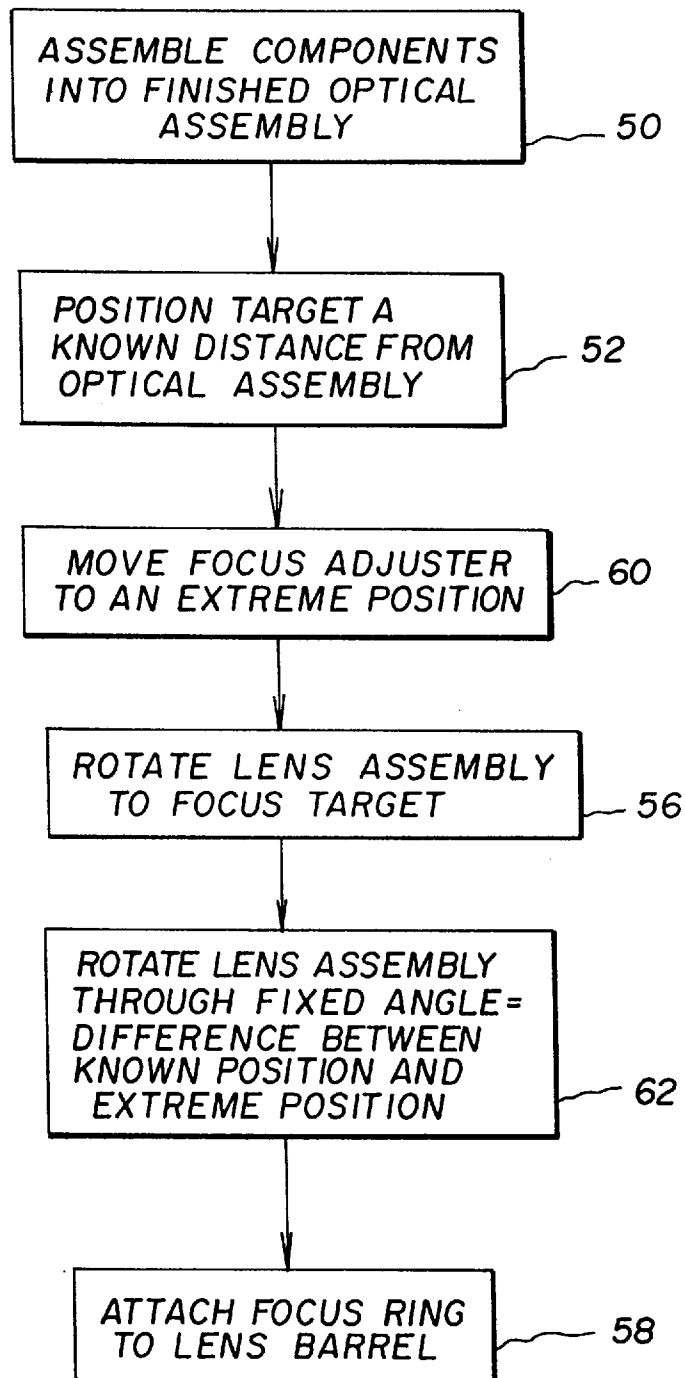 ASSEMBLE COMPONENTS
INTO FINISHED OPTICAL
ASSEMBLY
50
POSITION TARGET A
KNOWN DISTANCE FROM
OPTICAL ASSEMBLY
52
MOVE FOCUS ADJUSTER
TO AN EXTREME POSITION
60
ROTATE LENS ASSEMBLY
TO FOCUS TARGET
56
ROTATE LENS ASSEMBLY
THROUGH FIXED ANGLE=
DIFFERENCE BETWEEN
KNOWN POSITION AND
EXTREME POSITION
62
ATTACH FOCUS RING
TO LENS BARREL
58